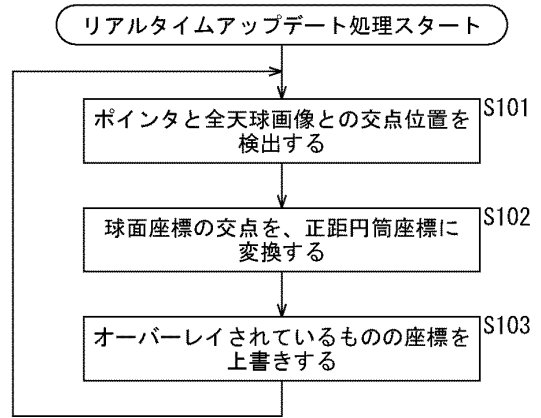 リアルタイムアップデート処理スタート
S101
ポインタと全天球画像との交点位置を
検出する
S102
球面座標の交点を、正距円筒座標に
変換する
S103
オーバーレイされているものの座標を
上書きする